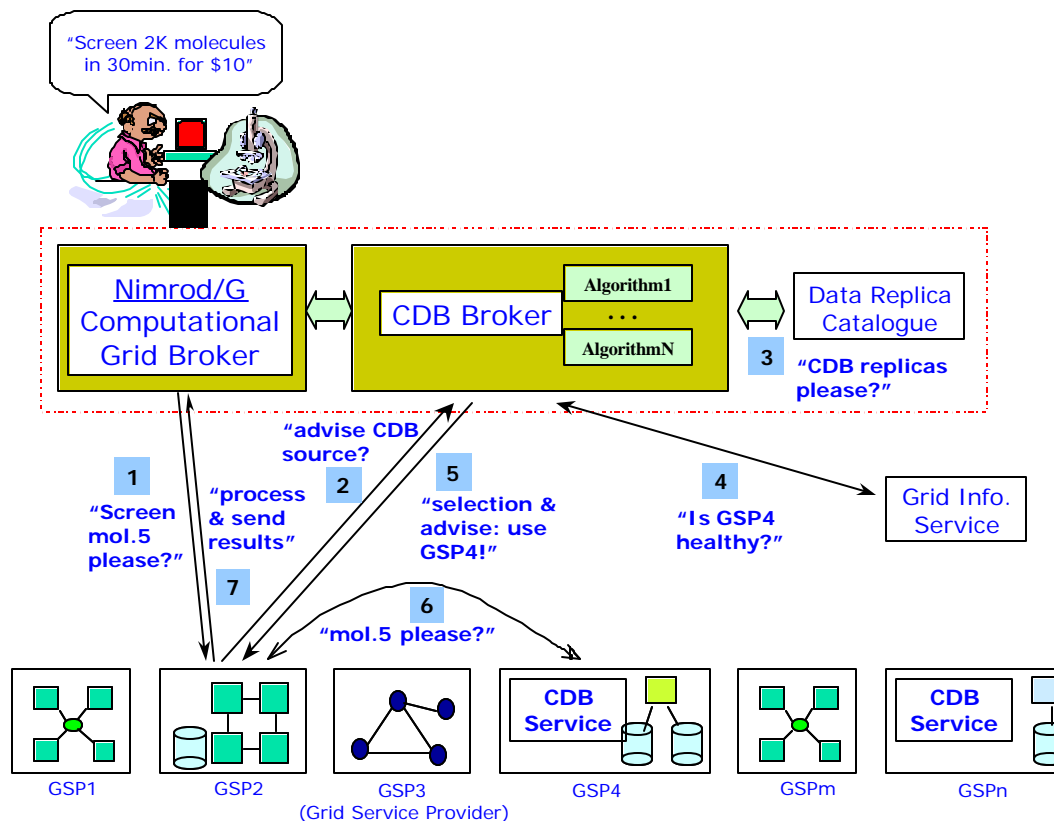 “Screen 2K molecules
in 30min. for $10”
Nimrod/G
Computational
Grid Broker
CDB Broker
Algorithm1
. . .
AlgorithmN
Data Replica
Catalogue
3
“CDB replicas
please?”
“advise CDB
source?
1
2
5
4
“Screen
mol.5
please?”
“process
& send
results”
“selection &
advise: use
GSP4!”
“Is GSP4
healthy?”
Grid Info.
Service
7
6
“mol.5 please?”
CDB
Service
CDB
Service
GSP1
GSP2
GSP3
(Grid Service Provider)
GSP4
GSPm
GSPn